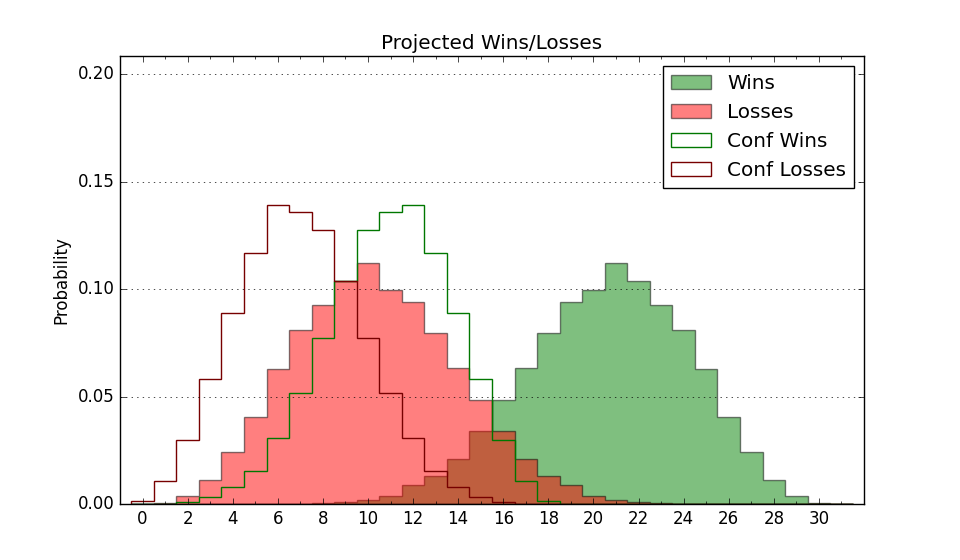 Projected Wins/Losses
0.20
0.15
0.10
0.05
0.00
Probability
Wins
Losses
Conf Wins
Conf Losses
0 2 4 6 8 10 12 14 16 18 20 22 24 26 28 30